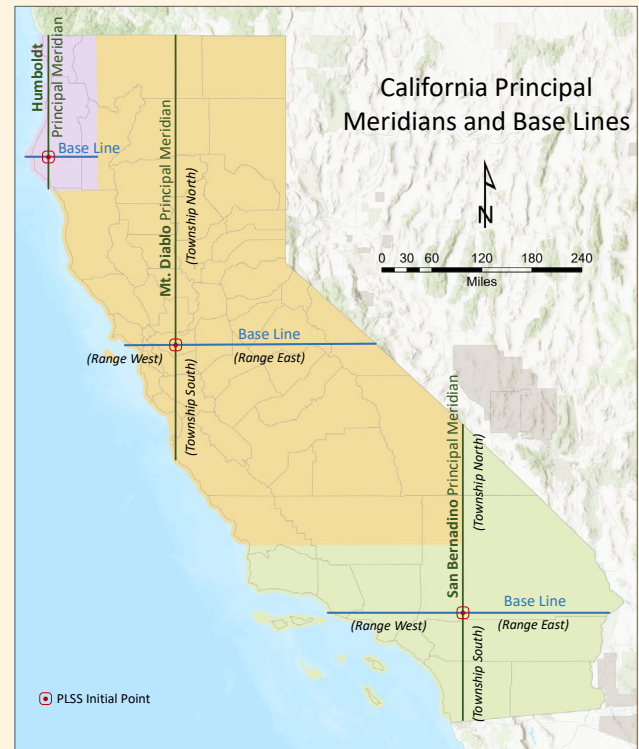 California Principal
Meridians and Base Lines
N
0 30 60 120 180 240
Miles
Humboldt
Principal Meridian
Base Line
Mt. Diablo Principal Meridian
(Township North)
Base Line
(Range West)
(Range East)
(Township South)
San Bernadino Principal Meridian
(Township North)
Base Line
(Range West)
(Range East)
(Township South)
PLSS Initial Point